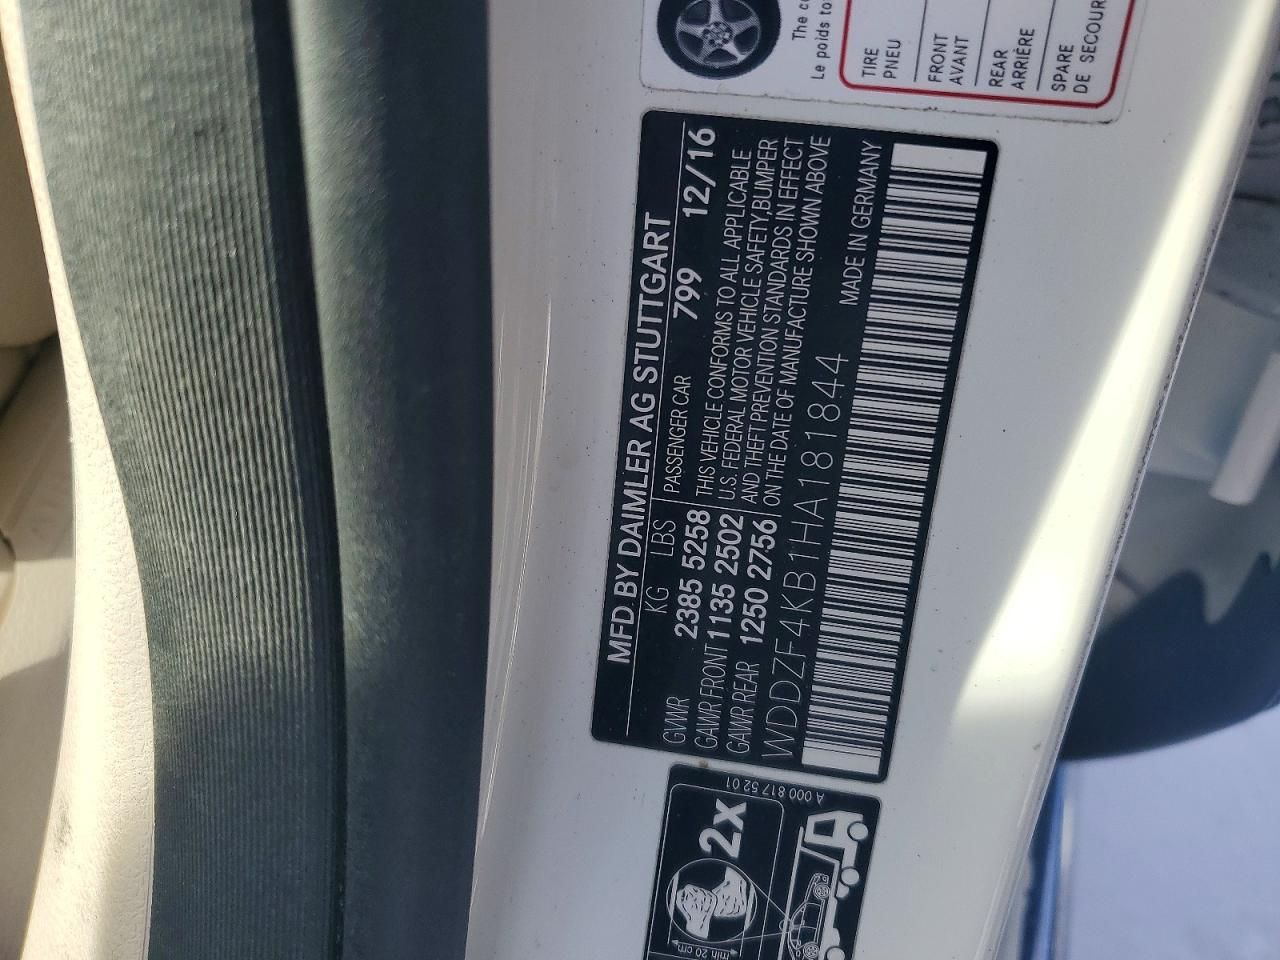 The
Le poids
TIRE
PNEU
FRONT
AVANT
REAR
ARRIÈRE
SPARE
DE SECOUR
MFD BY DAIMLER AG STUTTGART
KG LBS PASSENGER CAR 799 12/16
GVWR 2385 5258
GAWR FRONT 1135 2502
GAWR REAR 1250 2756
THIS VEHICLE CONFORMS TO ALL APPLICABLE
U.S. FEDERAL MOTOR VEHICLE SAFETY,BUMPER
AND THEFT PREVENTION STANDARDS IN EFFECT
ON THE DATE OF MANUFACTURE SHOWN ABOVE
WDDZF4KB1HA181844 MADE IN GERMANY
A 000 817 52 01
2x
min 20 cm